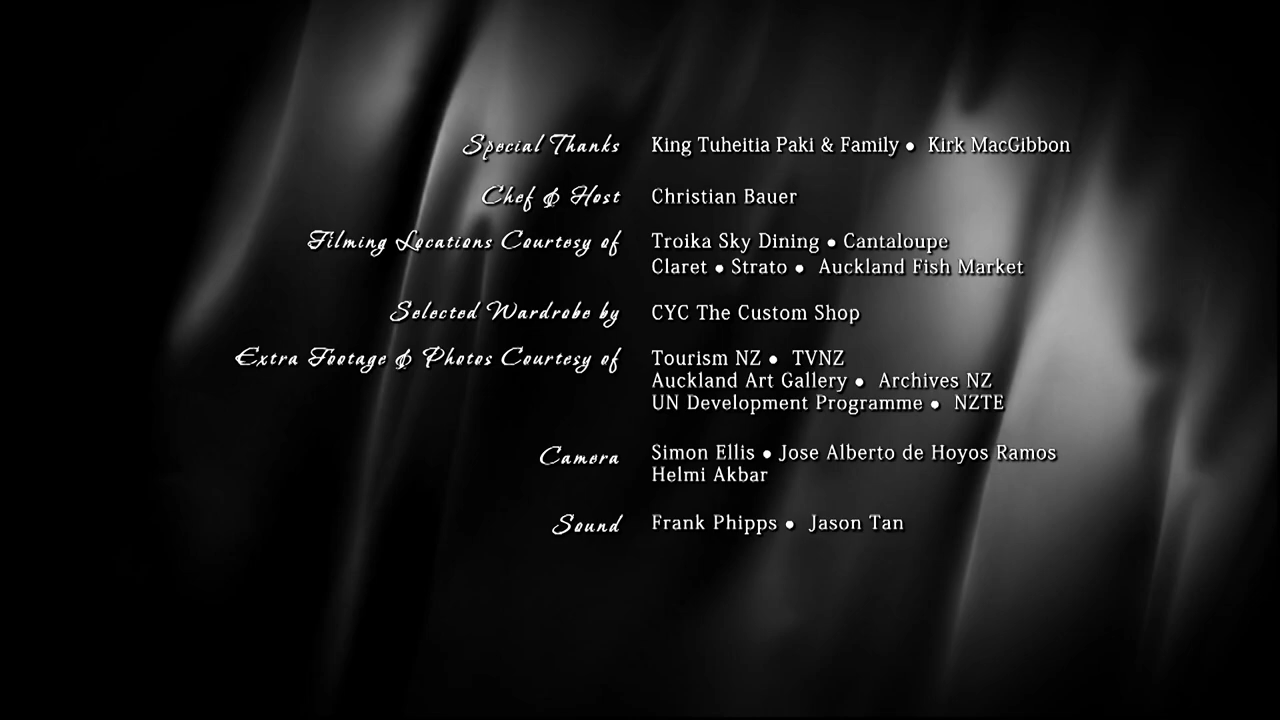 Special Thanks King Tuheitia Paki & Family • Kirk MacGibbon
Chef & Host Christian Bauer
Filming Locations Courtesy of Troika Sky Dining • Cantaloupe
Claret • Strato • Auckland Fish Market
Selected Wardrobe by CYC The Custom Shop
Extra Footage & Photos Courtesy of Tourism NZ • TVNZ
Auckland Art Gallery • Archives NZ
UN Development Programme • NZTE
Camera Simon Ellis • Jose Alberto de Hoyos Ramos
Helmi Akbar
Sound Frank Phipps • Jason Tan